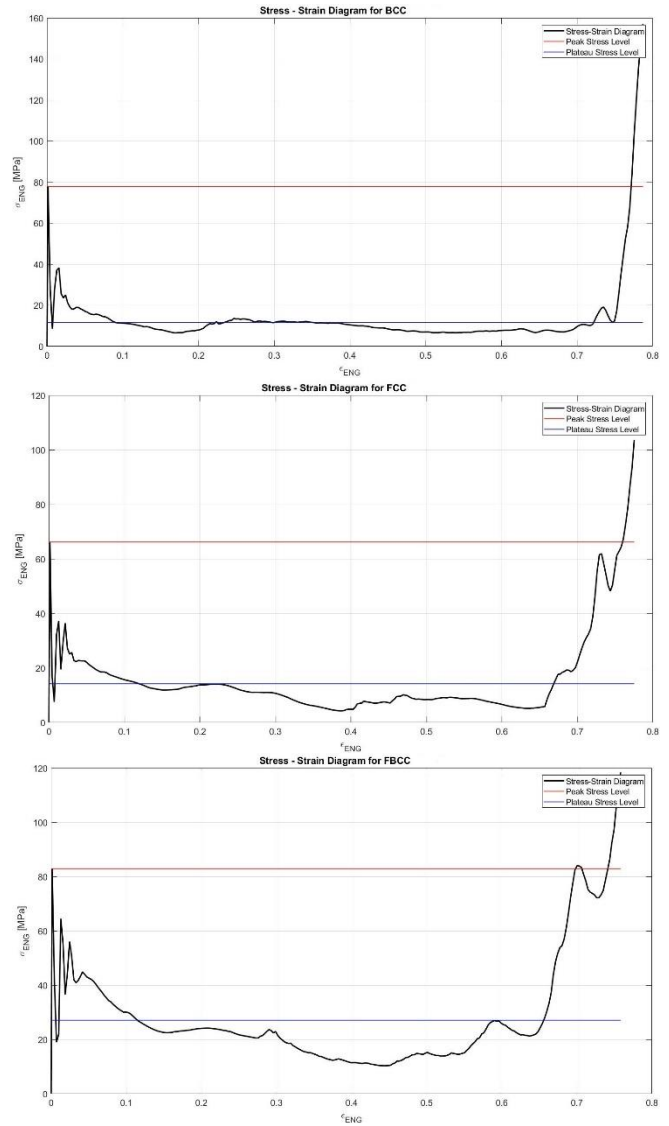 Stress - Strain Diagram for BCC
160
140
120
100
80
60
40
20
0
σENG [MPa]
Stress-Strain Diagram
Peak Stress Level
Plateau Stress Level
0 0.1 0.2 0.3 0.4 0.5 0.6 0.7 0.8
εENG
Stress - Strain Diagram for FCC
120
100
80
60
40
20
0
σENG [MPa]
Stress-Strain Diagram
Peak Stress Level
Plateau Stress Level
0 0.1 0.2 0.3 0.4 0.5 0.6 0.7 0.8
εENG
Stress - Strain Diagram for FBCC
120
100
80
60
40
20
0
σENG [MPa]
Stress-Strain Diagram
Peak Stress Level
Plateau Stress Level
0 0.1 0.2 0.3 0.4 0.5 0.6 0.7 0.8
εENG